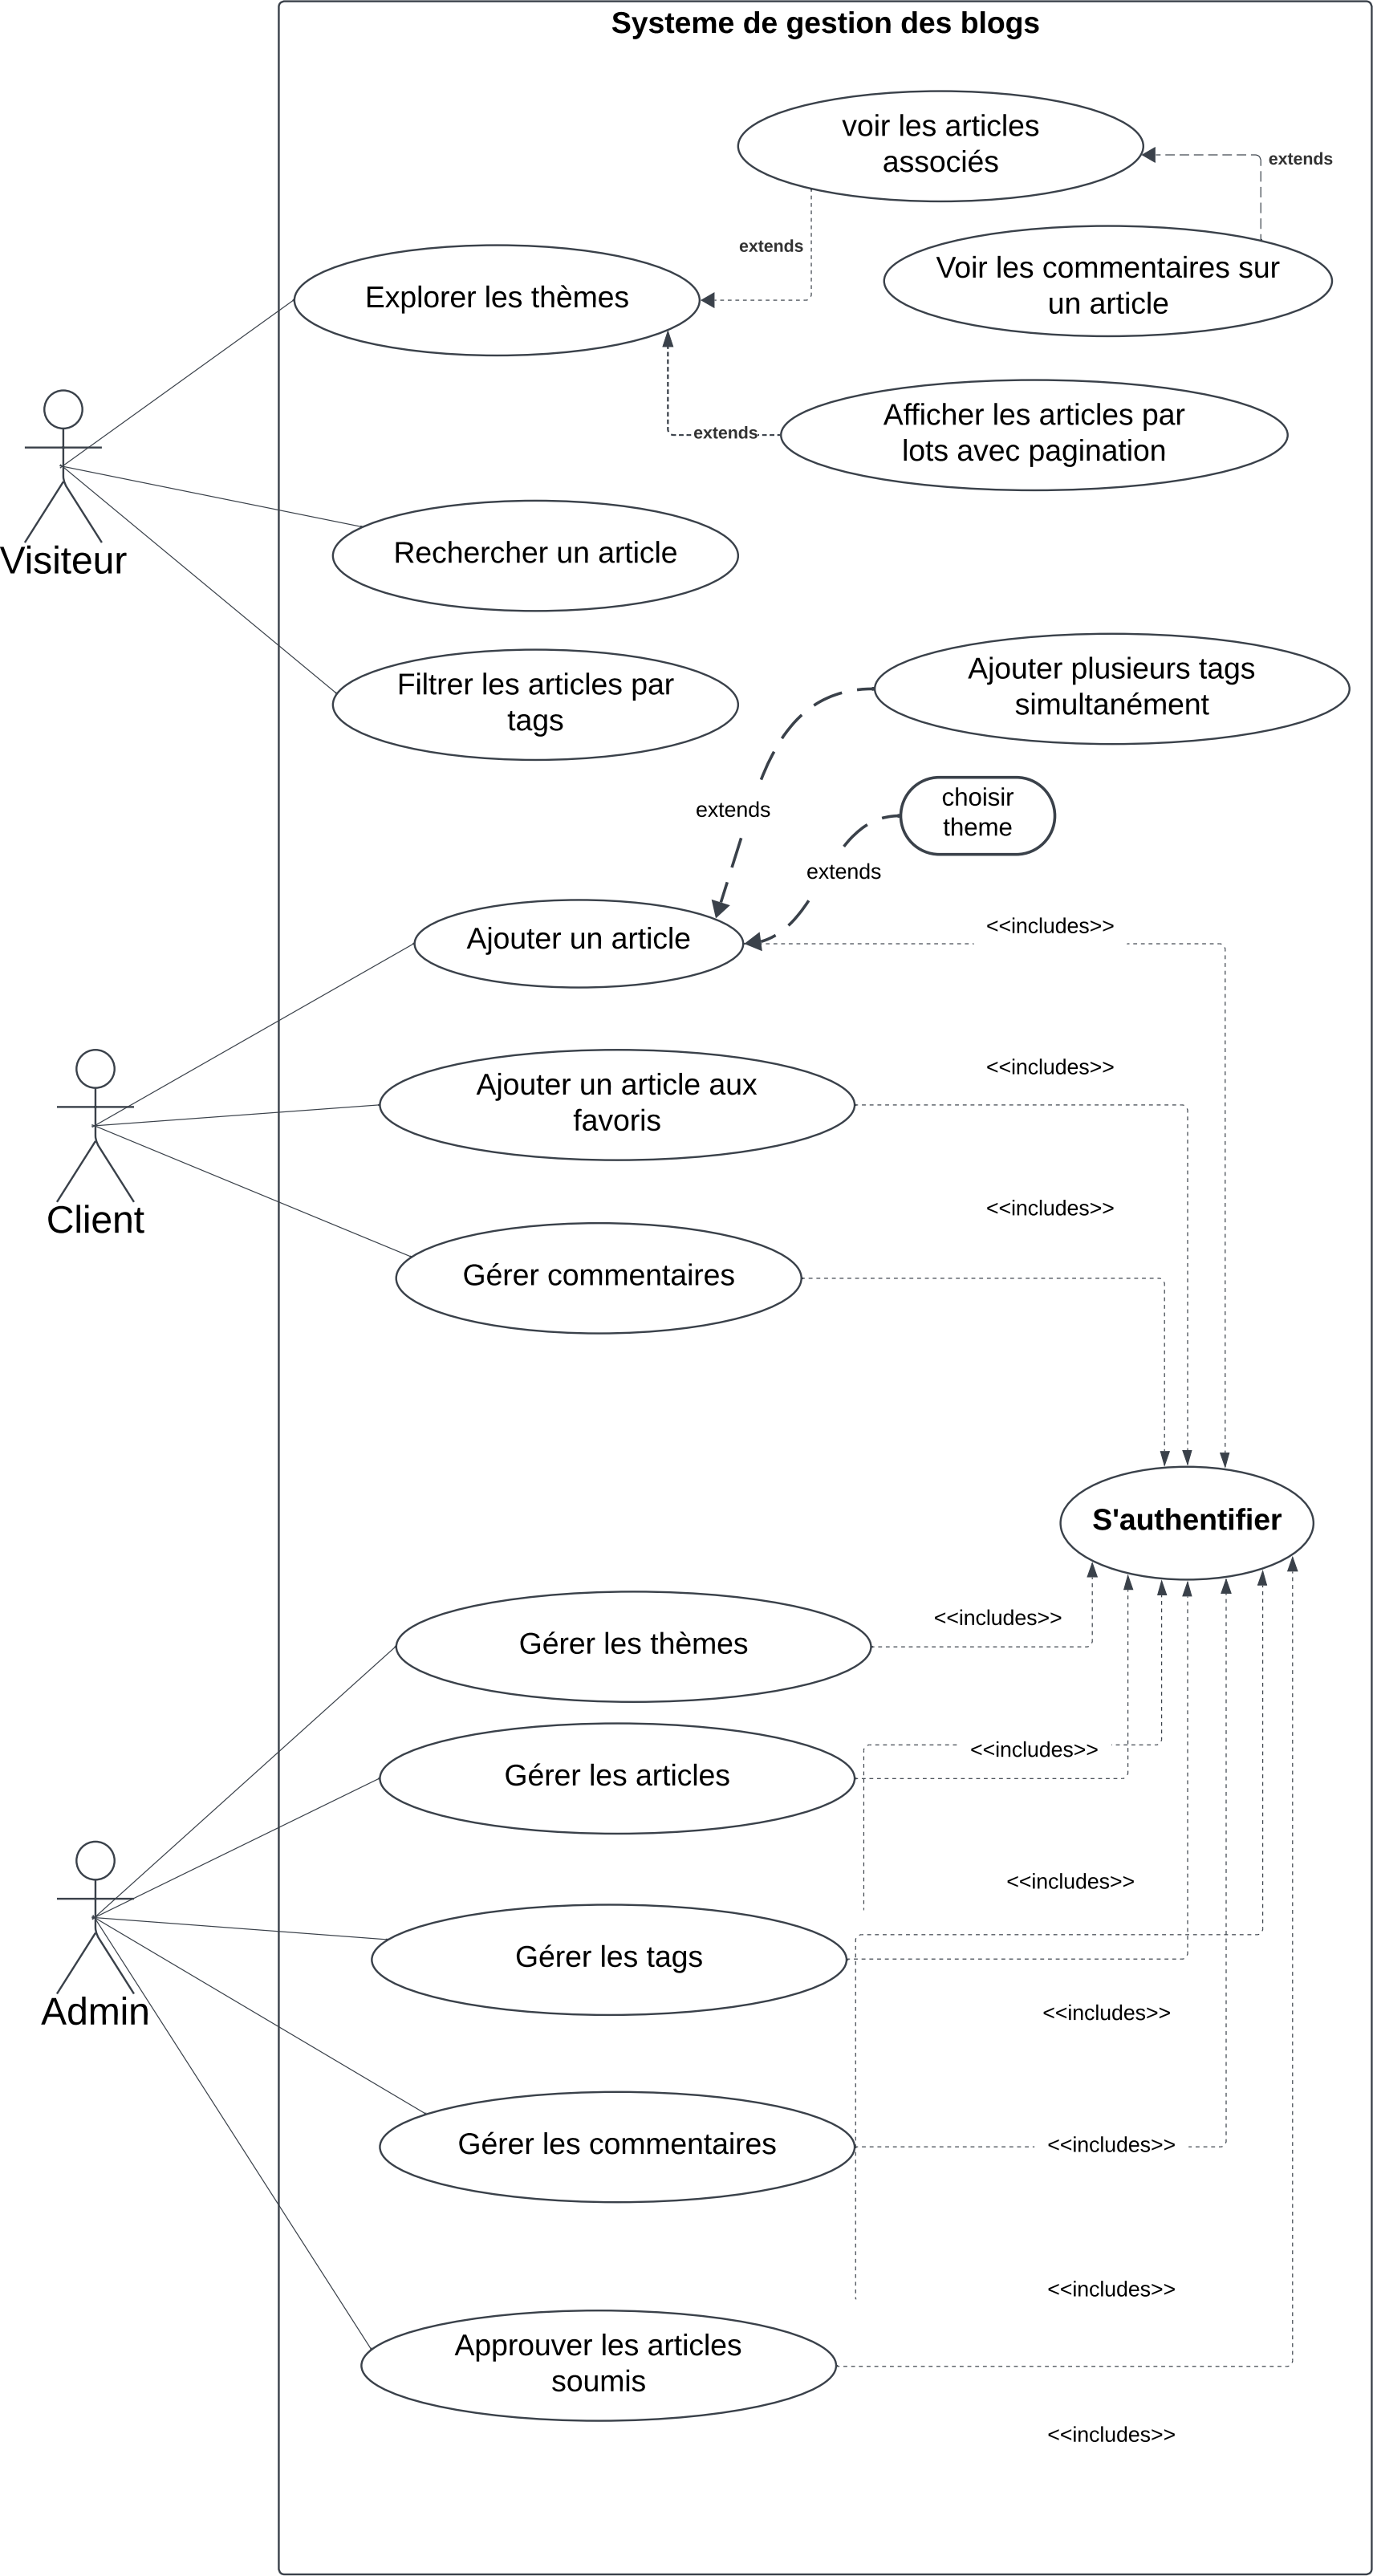 Systeme de gestion des blogs
voir les articles
associés
extends
extends
Voir les commentaires sur
un article
Explorer les thèmes
Afficher les articles par
lots avec pagination
extends
Visiteur
Rechercher un article
Filtrer les articles par
tags
Ajouter plusieurs tags
simultanément
extends
choisir
theme
extends
Ajouter un article
<<includes>>
Client
Ajouter un article aux
favoris
<<includes>>
<<includes>>
Gérer commentaires
S'authentifier
<<includes>>
Gérer les thèmes
<<includes>>
Gérer les articles
<<includes>>
Admin
Gérer les tags
<<includes>>
Gérer les commentaires
<<includes>>
<<includes>>
Approuver les articles
soumis
<<includes>>